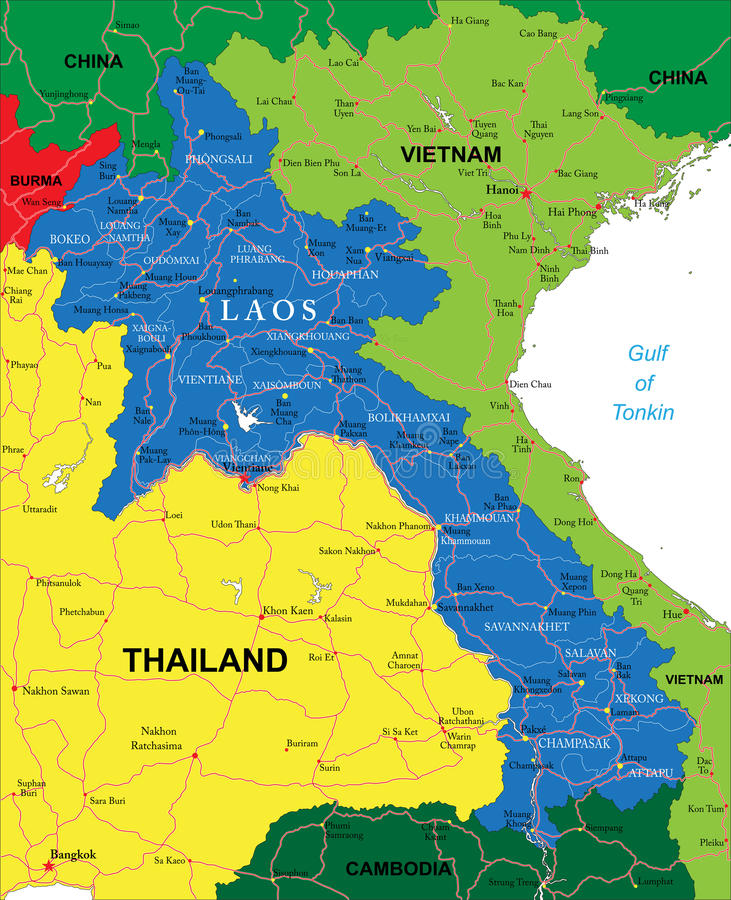 Simao
Ha Giang
Cao Bang
CHINA
Lao Cai
Ban
Muang-
Ou-Tai
CHINA
Yunjinghong
Lai Chau
Than
Uyen
Bac Kan
Pingxiang
Lang Son
Yen Bai
Tuyen
Quang
Thai
Nguyen
Phongsali
Mengla
PHÔNGSALI
VIETNAM
Dien Bien Phu
Son La
Viet Tri
Bac Giang
Sing
Buri
BURMA
Hanoi
Wan Seng
Louang
Namtha
Ha Rong
Hai Phong
Muang
Xay
Ban
Nambak
Ban
Muang-Et
Hoa
Binh
LOUANG-
NAMTHA
BOKEO
Phu Ly
Nam Dinh
Thai Binh
LUANG
PHRABANG
Muang
Xon
Xam
Nua
Viangxai
OUDÔMXAI
Ban Houayxay
Mae Chan
Muang Houn
HOUAPHAN
Ninh
Binh
Chiang
Rai
Muang
Pakbeng
Louangphrabang
Muang Honsa
LAOS
Thanh
Hoa
Ban Ban
XAIGNA-
BOULI
Ban
Phoukhoun
XIANGKHOUANG
Xaignabouli
Xiengkhouang
Gulf
of
Tonkin
Phayao
Pua
VIENTIANE
Muang
Thathom
XAISÔMBOUN
Dien Chau
Nan
Ban
Nale
Muang
Phôn-Hông
Ban
Muang
Cha
BOLIKHAMXAI
Vinh
Muang
Pakxan
Muang
Khamkeut
Ban
Nape
Ha
Tinh
Phrae
Muang
Pak-Lay
VIANGCHAN
Vientiane
Ban
Lakxao
Nong Khai
Ron
Uttaradit
Loei
Udon Thani
Ban
Na Phao
Nakhon Phanom
KHAMMOUAN
Dong Hoi
Muang
Khammouan
Sakon Nakhon
Phitsanulok
Ban Xeno
Muang
Xepon
Dong Ha
Quang
Tri
Phetchabun
Khon Kaen
Kalasin
Mukdahan
Savannakhet
Muang Phin
Hue
SAVANNAKHET
THAILAND
Roi Et
Amnat
Charoen
SALAVAN
Ban
Bak
VIETNAM
Nakhon Sawan
Muang
Khongxedon
Salavan
XEKONG
Lamam
Nakhon
Ratchasima
Ubon
Ratchathani
Si Sa Ket
Warin
Chamrap
Pakxé
Buriram
CHAMPASAK
Surin
Champasak
Attapu
ATTAPU
Dac
To
Suphan
Buri
Sara Buri
Kon Tum
Muang
Khong
Phumi
Samraong
Siempang
Pleiku
Bangkok
Sa Kaeo
CAMBODIA
Sisophon
Strung Treng
Lumphat